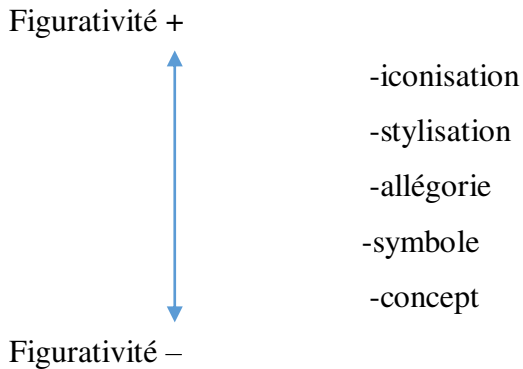 Figurativité +
-iconisation
-stylisation
-allégorie
-symbole
-concept
Figurativité –